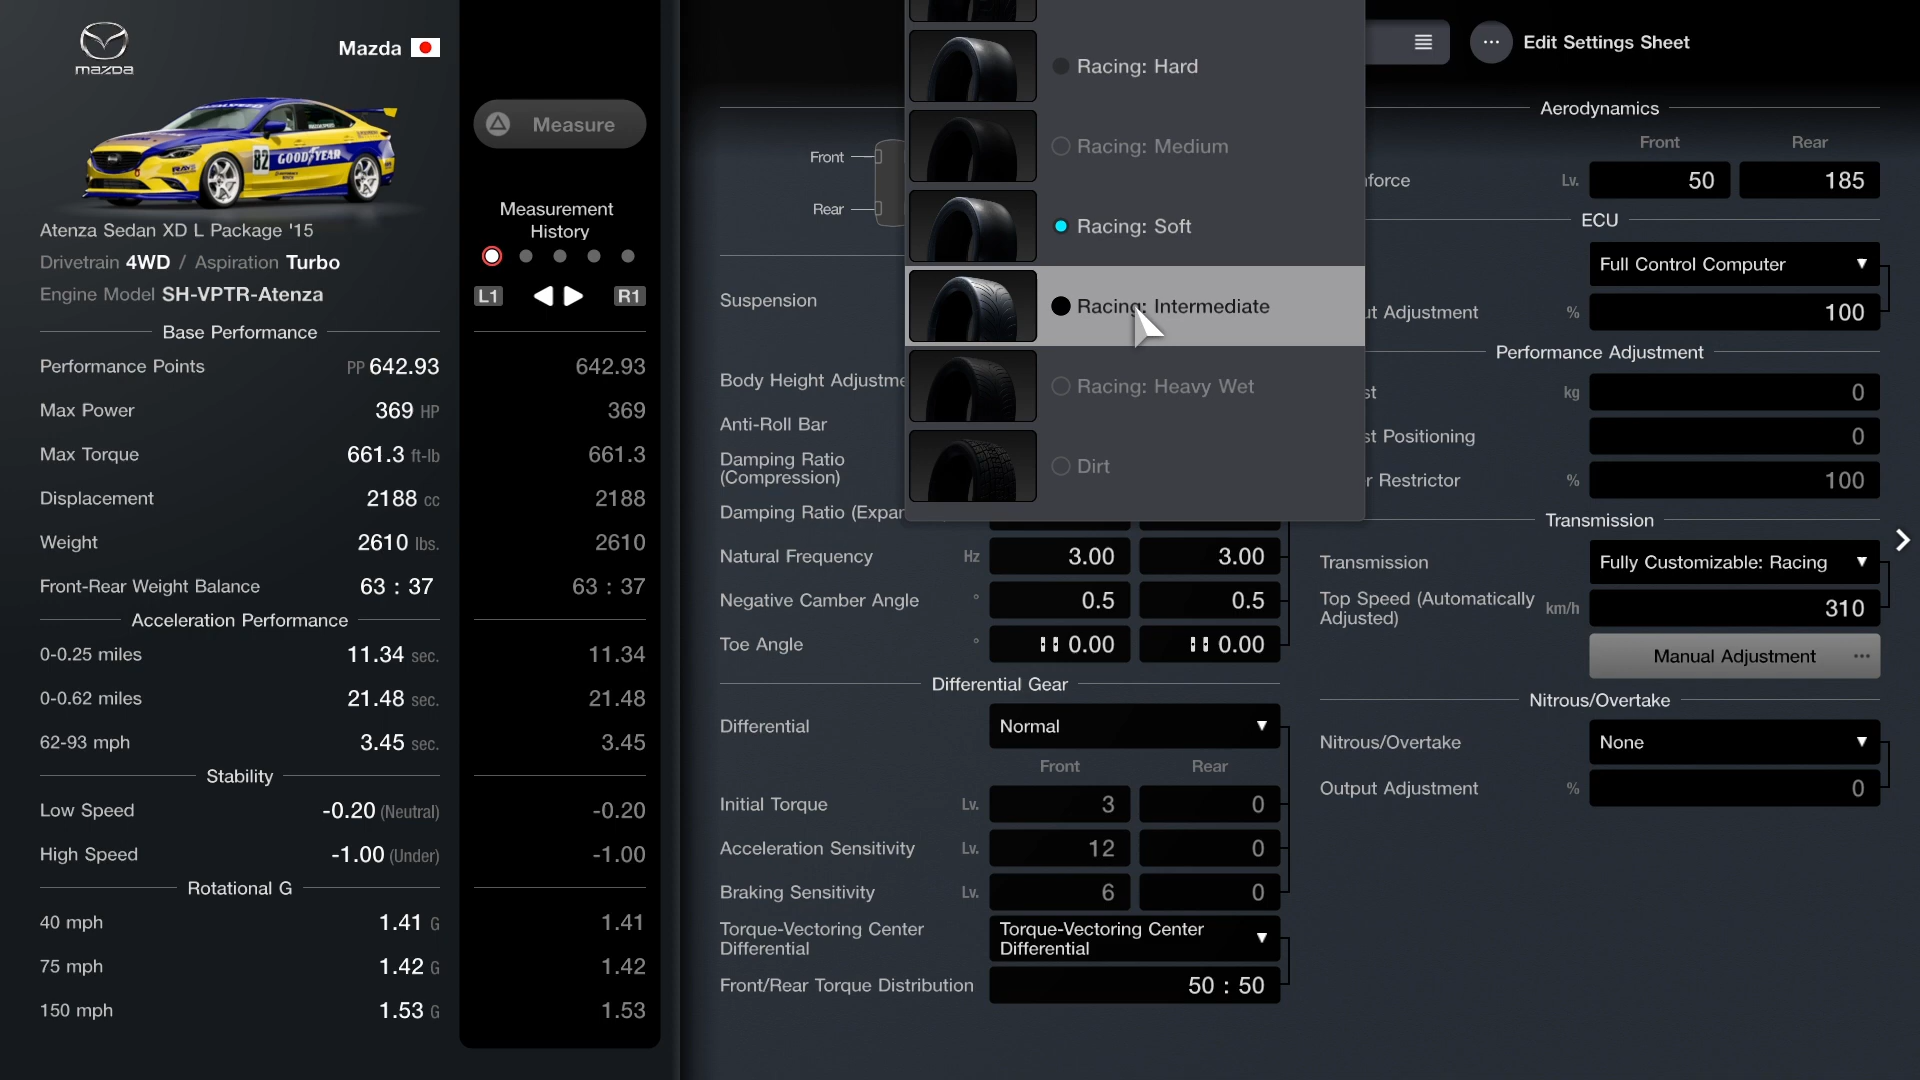 mazda
Mazda
82
GOODYEAR
Atenza Sedan XD L Package '15
Drivetrain 4WD / Aspiration Turbo
Engine Model SH-VPTR-Atenza
Base Performance
Performance Points PP 642.93
Max Power 369 HP
Max Torque 661.3 ft-lb
Displacement 2188 cc
Weight 2610 lbs.
Front-Rear Weight Balance 63 : 37
Acceleration Performance
0-0.25 miles 11.34 sec.
0-0.62 miles 21.48 sec.
62-93 mph 3.45 sec.
Stability
Low Speed -0.20 (Neutral)
High Speed -1.00 (Under)
Rotational G
40 mph 1.41 G
75 mph 1.42 G
150 mph 1.53 G
Measure
Measurement
History
L1 R1
642.93
369
661.3
2188
2610
63 : 37
11.34
21.48
3.45
-0.20
-1.00
1.41
1.42
1.53
Front
Rear
Suspension
Body Height Adjustme
Anti-Roll Bar
Damping Ratio
(Compression)
Damping Ratio (Expan
Natural Frequency Hz 3.00 3.00
Negative Camber Angle ° 0.5 0.5
Toe Angle ° 0.00 0.00
Differential Gear
Differential Normal
Front Rear
Initial Torque Lv. 3 0
Acceleration Sensitivity Lv. 12 0
Braking Sensitivity Lv. 6 0
Torque-Vectoring Center
Differential
Torque-Vectoring Center
Differential
Front/Rear Torque Distribution 50 : 50
Racing: Hard
Racing: Medium
Racing: Soft
Racing: Intermediate
Racing: Heavy Wet
Dirt
Edit Settings Sheet
Aerodynamics
Front Rear
nforce Lv. 50 185
ECU
Full Control Computer
ut Adjustment % 100
Performance Adjustment
st kg 0
st Positioning 0
r Restrictor % 100
Transmission
Transmission Fully Customizable: Racing
Top Speed (Automatically
Adjusted) km/h 310
Manual Adjustment
Nitrous/Overtake
Nitrous/Overtake None
Output Adjustment % 0